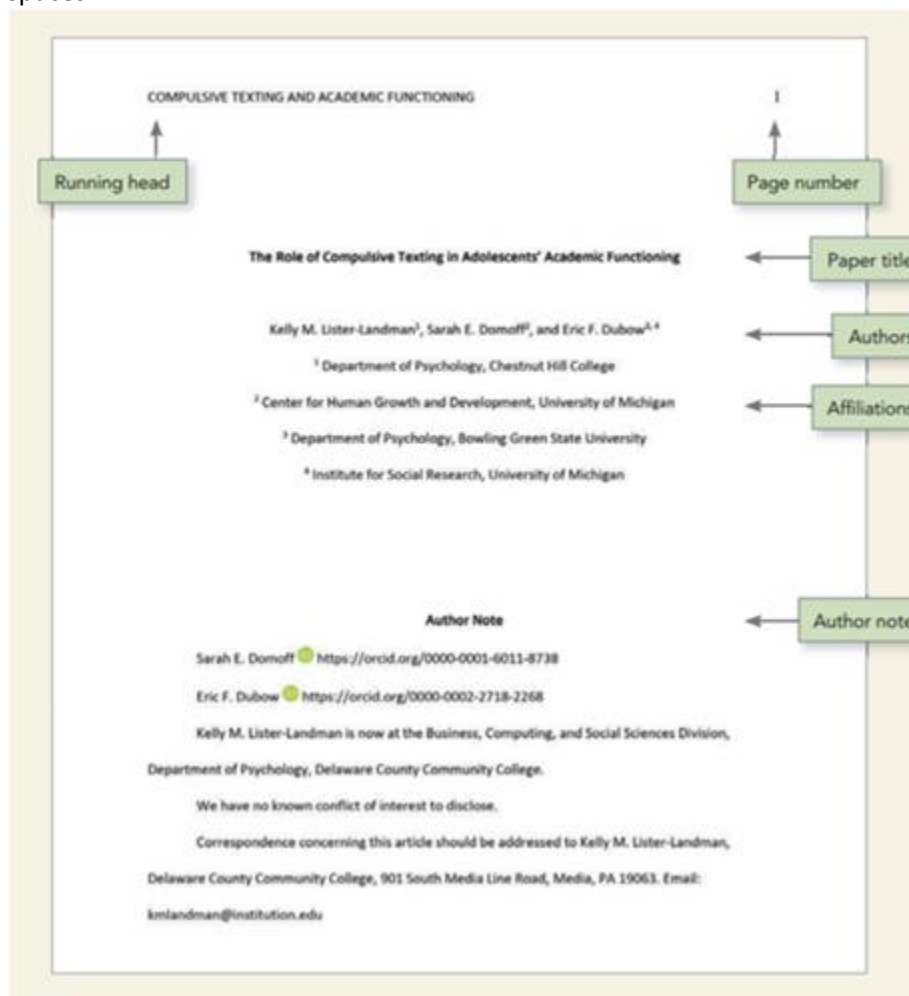 COMPULSIVE TEXTING AND ACADEMIC FUNCTIONING 1
Running head
Page number
The Role of Compulsive Texting in Adolescents' Academic Functioning
Paper title
Kelly M. Lister-Landman¹, Sarah E. Domoff², and Eric F. Dubow³, ⁴
Authors
¹ Department of Psychology, Chestnut Hill College
² Center for Human Growth and Development, University of Michigan
Affiliations
³ Department of Psychology, Bowling Green State University
⁴ Institute for Social Research, University of Michigan
Author Note
Author note
Sarah E. Domoff https://orcid.org/0000-0001-6011-8738
Eric F. Dubow https://orcid.org/0000-0002-2718-2268
Kelly M. Lister-Landman is now at the Business, Computing, and Social Sciences Division,
Department of Psychology, Delaware County Community College.
We have no known conflict of interest to disclose.
Correspondence concerning this article should be addressed to Kelly M. Lister-Landman,
Delaware County Community College, 901 South Media Line Road, Media, PA 19063. Email:
kmlandman@institution.edu